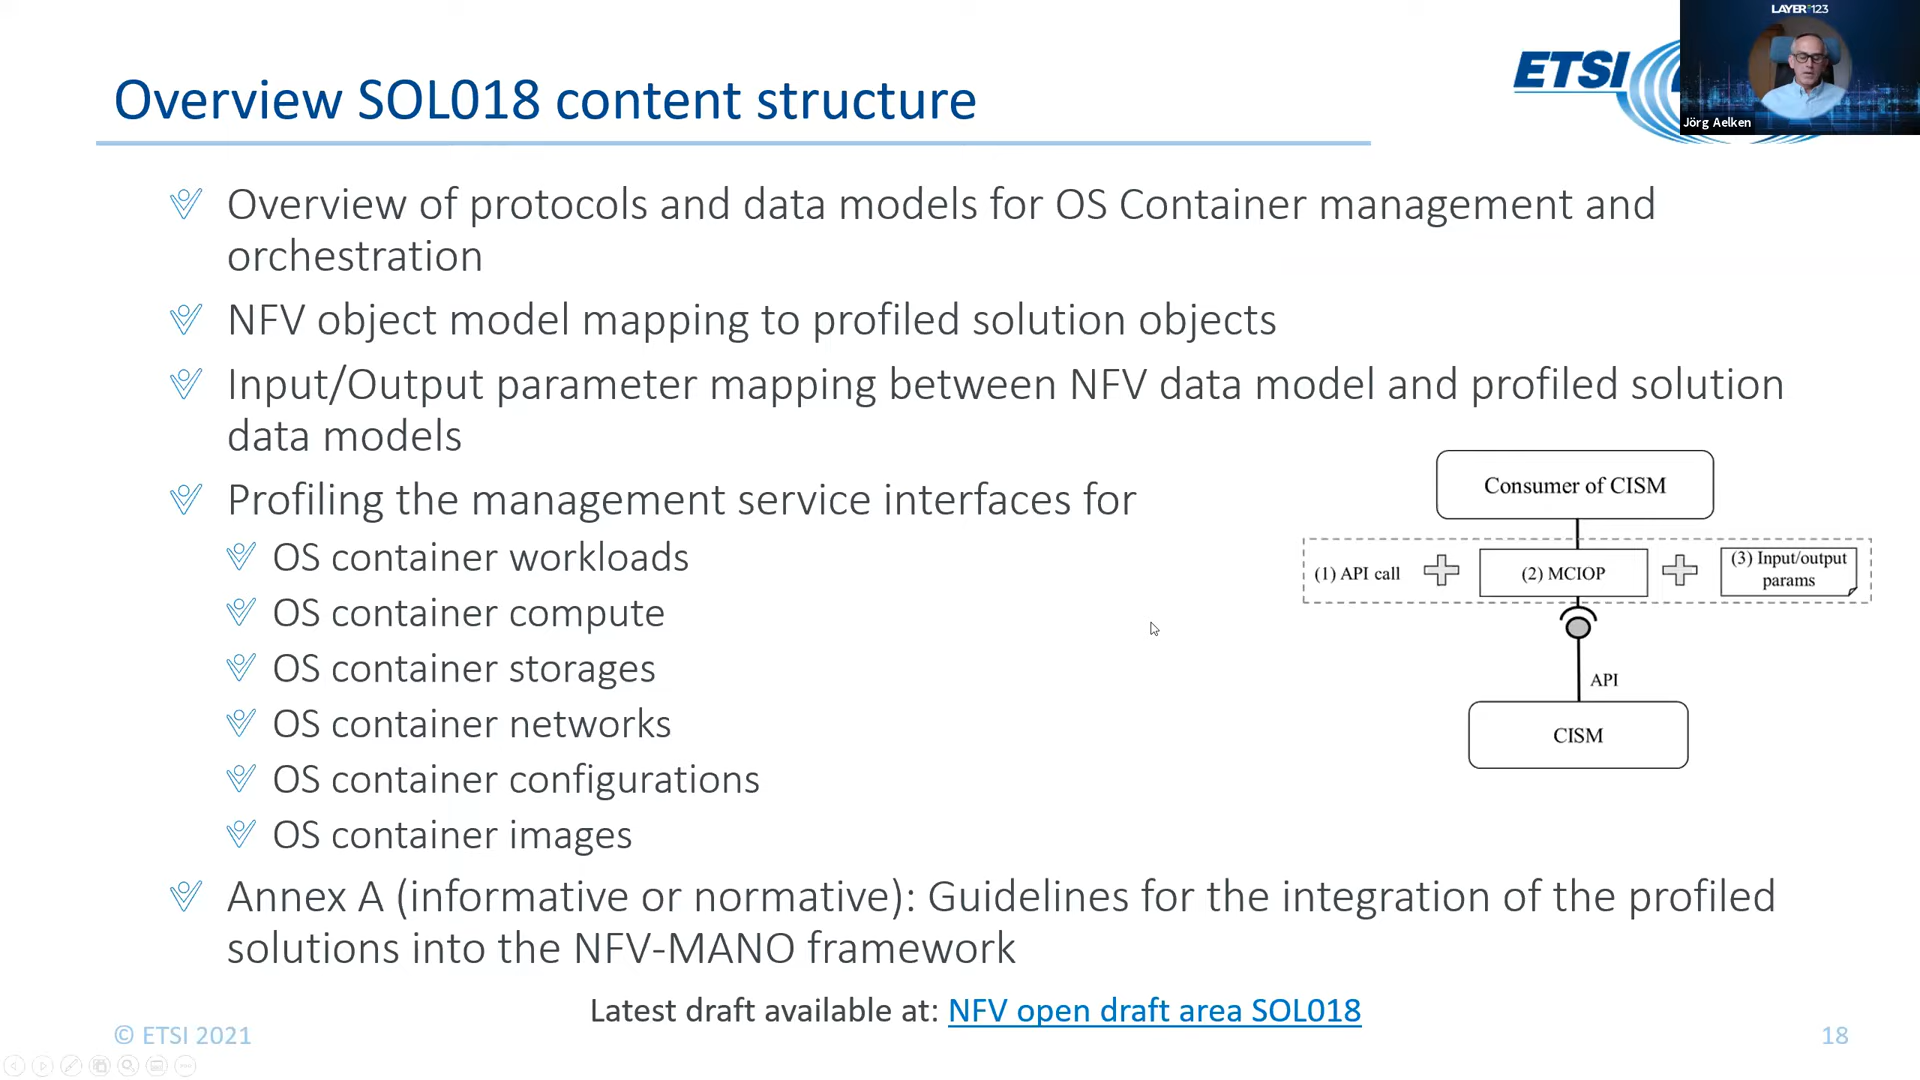 LAYER123
ETSI
Jörg Aelken
Overview SOL018 content structure
Overview of protocols and data models for OS Container management and
orchestration
NFV object model mapping to profiled solution objects
Input/Output parameter mapping between NFV data model and profiled solution
data models
Profiling the management service interfaces for
OS container workloads
OS container compute
OS container storages
OS container networks
OS container configurations
OS container images
Consumer of CISM
(1) API call
(2) MCIOP
(3) Input/output
params
API
CISM
Annex A (informative or normative): Guidelines for the integration of the profiled
solutions into the NFV-MANO framework
Latest draft available at: NFV open draft area SOL018
© ETSI 2021
18